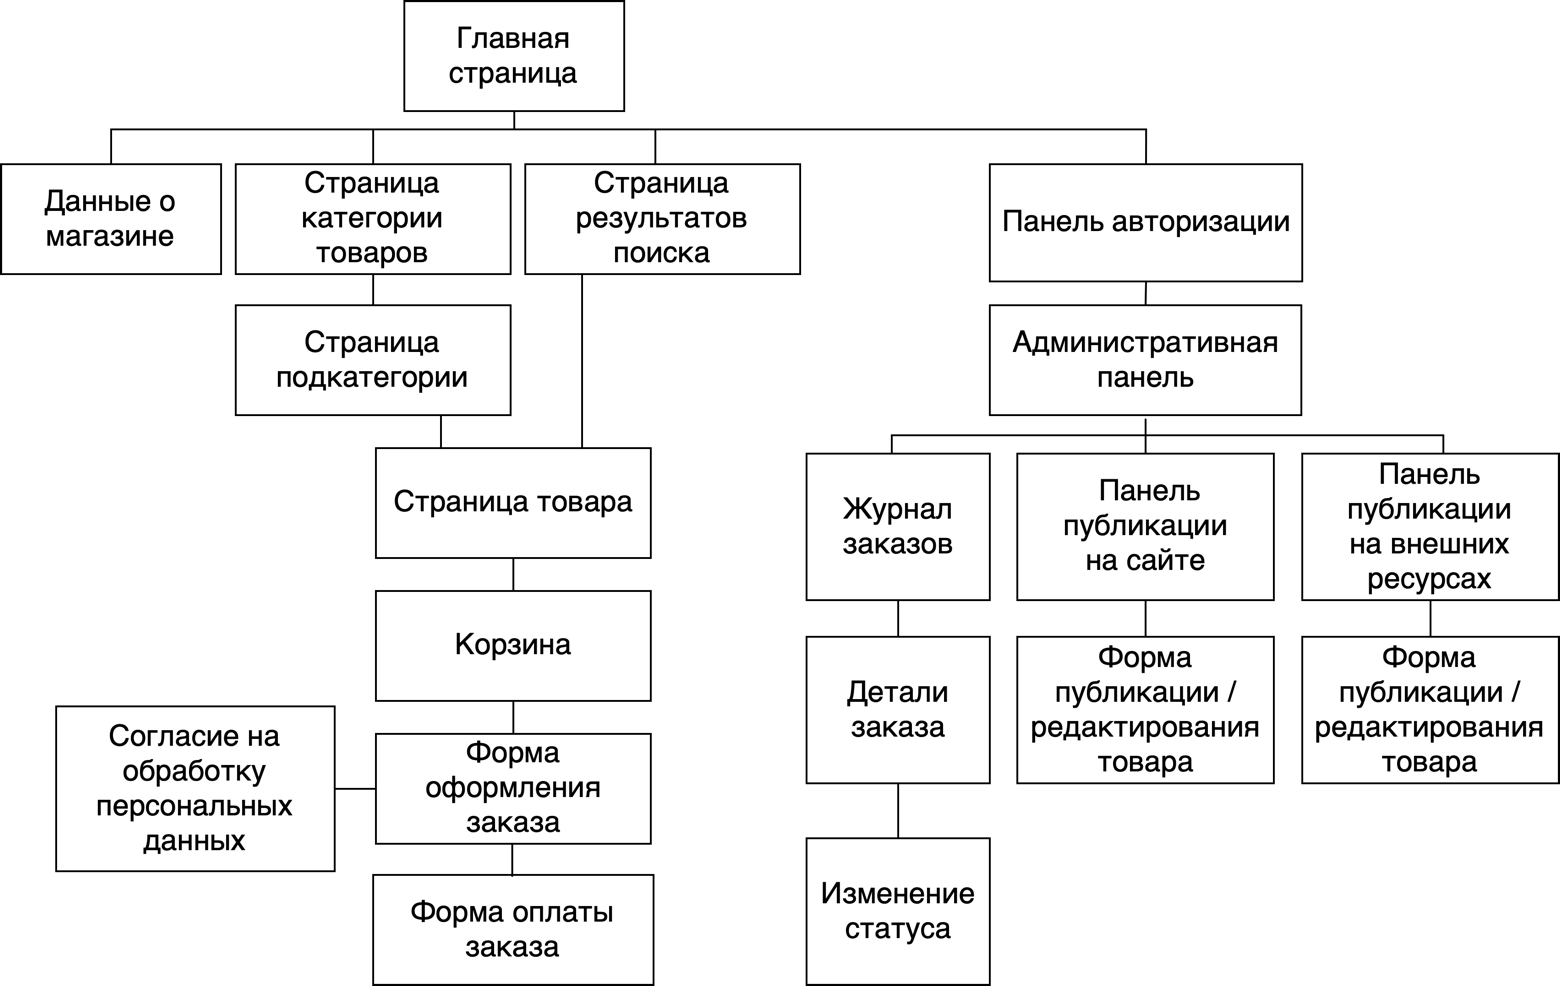 Главная
страница
Данные о
магазине
Страница
категории
товаров
Страница
результатов
поиска
Панель авторизации
Страница
подкатегории
Административная
панель
Страница товара
Журнал
заказов
Панель
публикации
на сайте
Панель
публикации
на внешних
ресурсах
Корзина
Детали
заказа
Форма
публикации /
редактирования
товара
Форма
публикации /
редактирования
товара
Согласие на
обработку
персональных
данных
Форма
оформления
заказа
Форма оплаты
заказа
Изменение
статуса